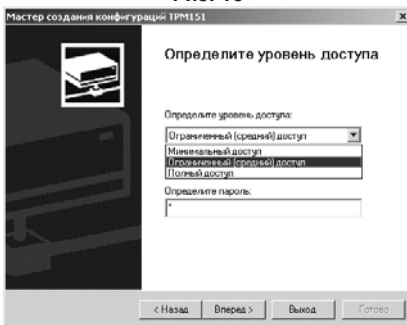 Мастер создания конфигураций ТРМ151
Определите уровень доступа
Определите уровень доступа:
Ограниченный (средний) доступ
Минимальный доступ
Ограниченный (средний) доступ
Полный доступ
Определите пароль:
*
< Назад
Вперед >
Выход
Готово